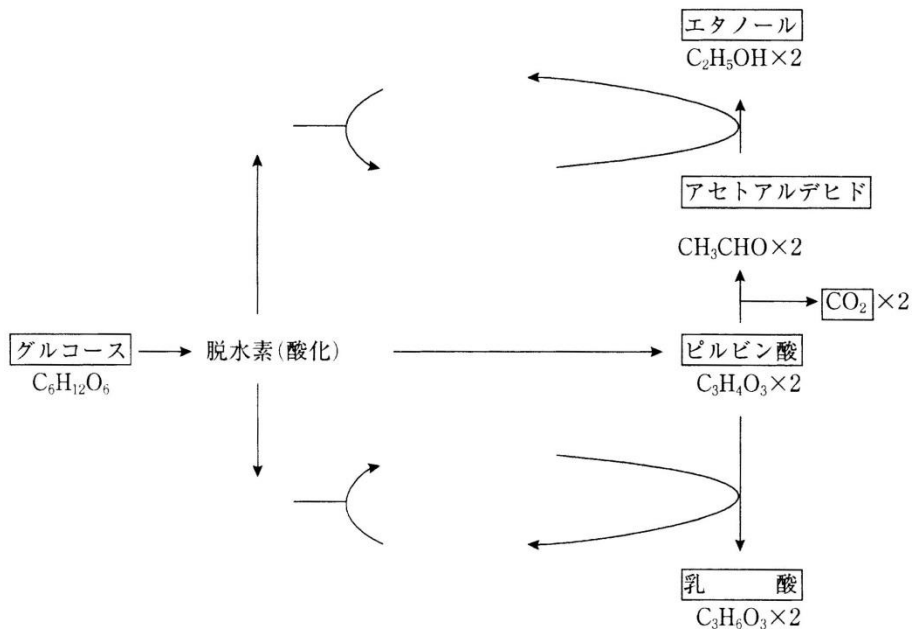 エタノール
C₂H₅OH×2
アセトアルデヒド
CH₃CHO×2
CO₂ ×2
グルコース
C₆H₁₂O₆
脱水素(酸化)
ピルビン酸
C₃H₄O₃×2
乳 酸
C₃H₆O₃×2